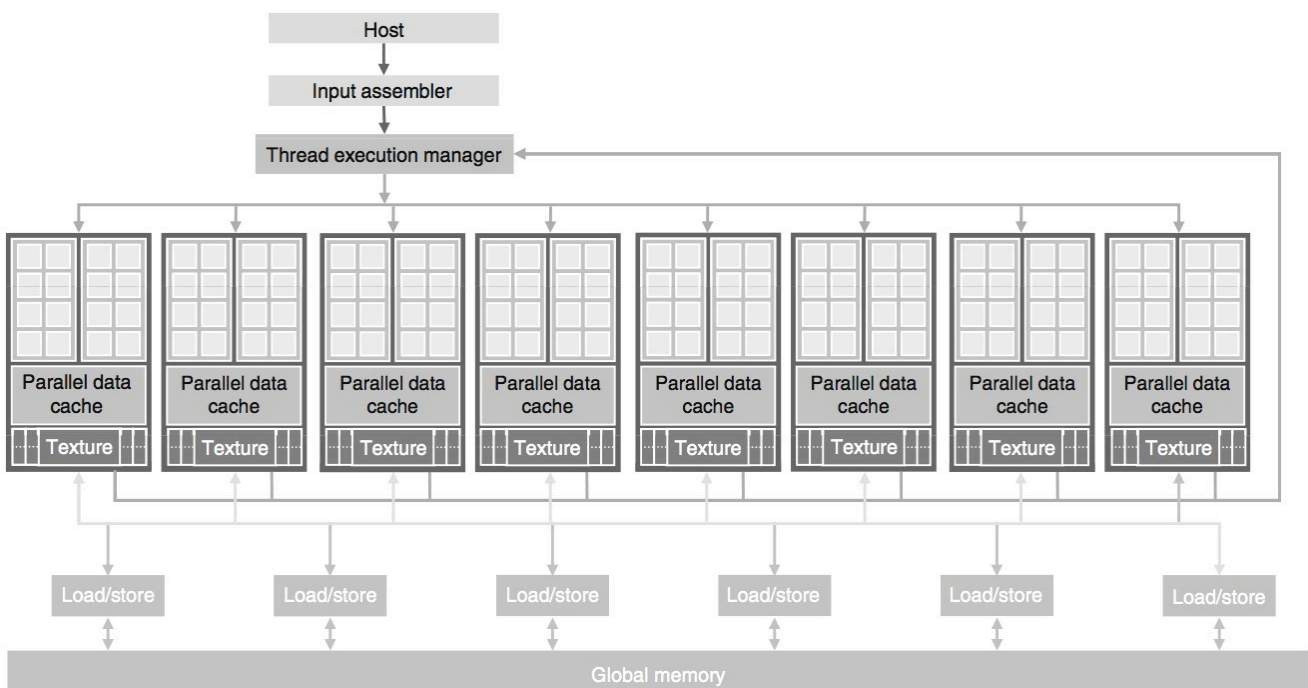 Host
Input assembler
Thread execution manager
Parallel data
cache
Parallel data
cache
Parallel data
cache
Parallel data
cache
Parallel data
cache
Parallel data
cache
Parallel data
cache
Parallel data
cache
Texture
Texture
Texture
Texture
Texture
Texture
Texture
Texture
Load/store
Load/store
Load/store
Load/store
Load/store
Load/store
Global memory